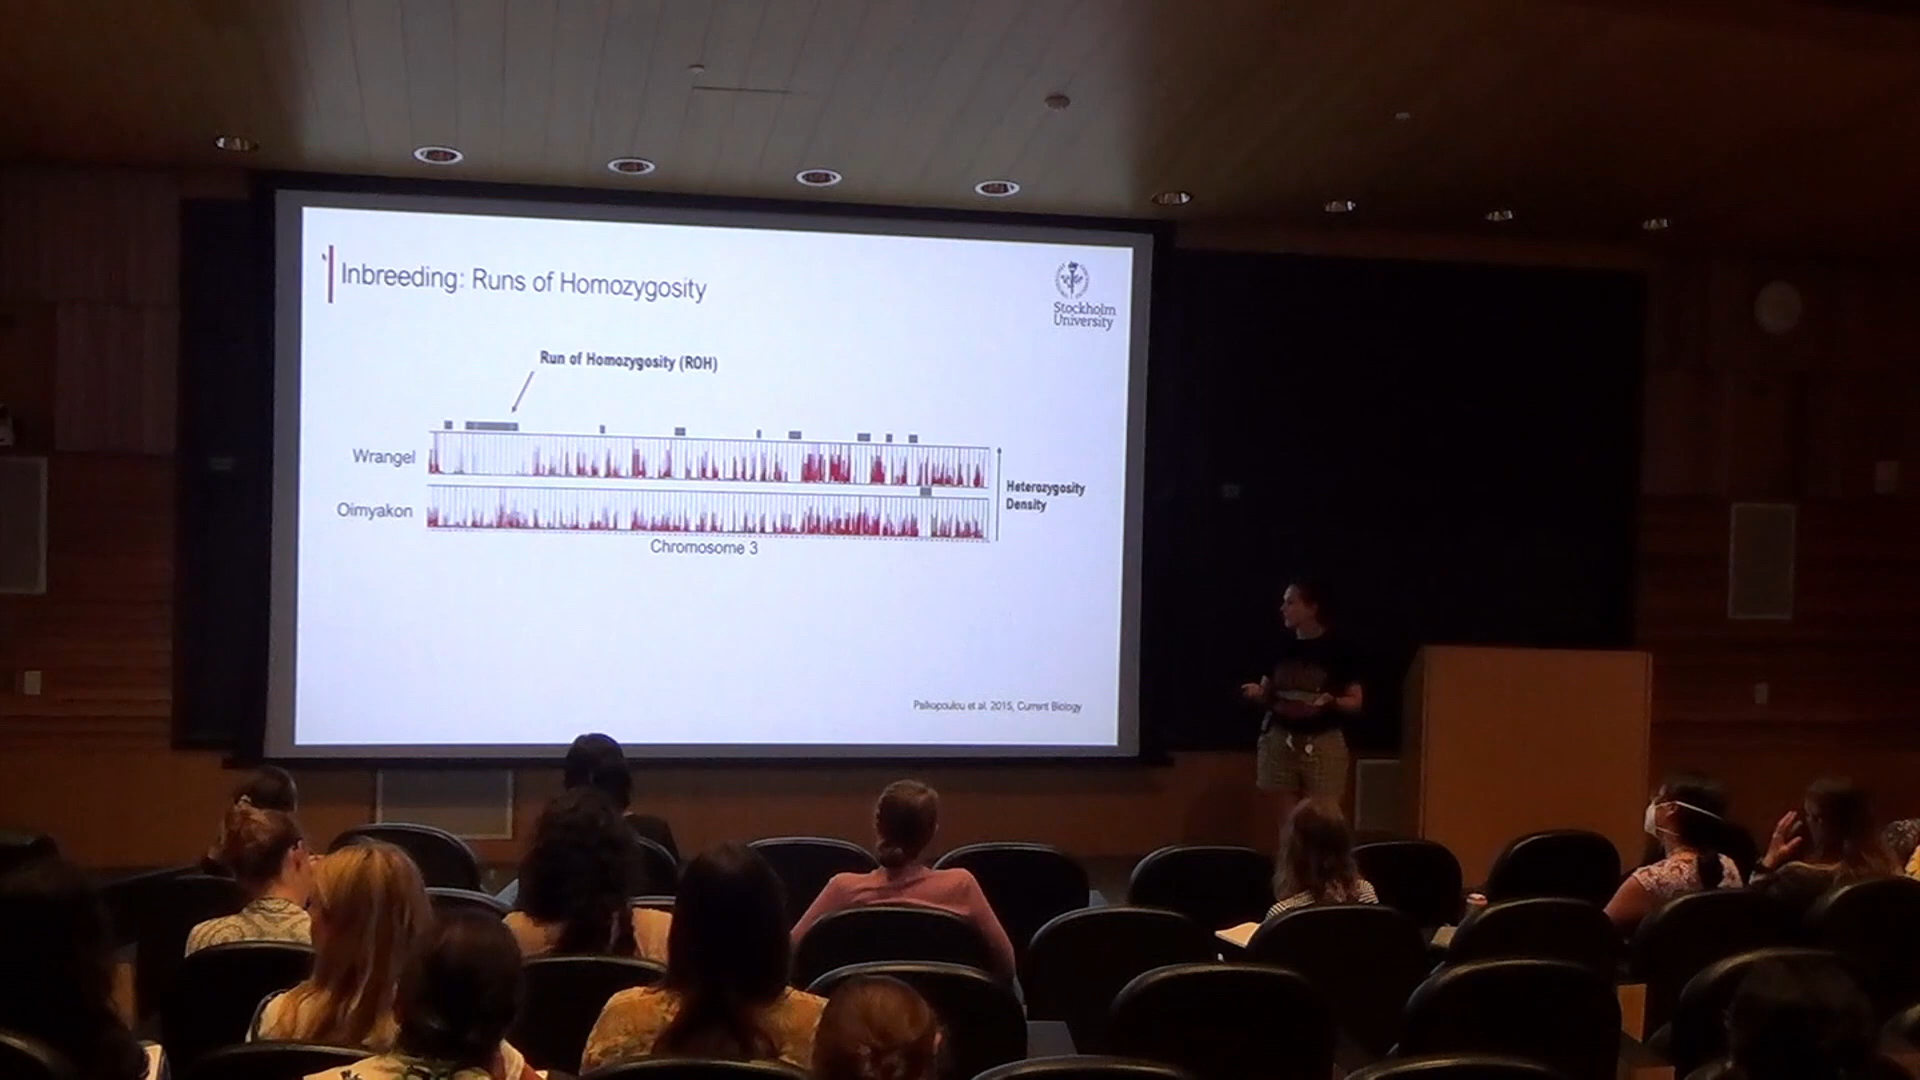 Inbreeding: Runs of Homozygosity
Stockholm
University
Run of Homozygosity (ROH)
Wrangel
Oimyakon
Heterozygosity
Density
Chromosome 3
Palkopoulou et al. 2015, Current Biology